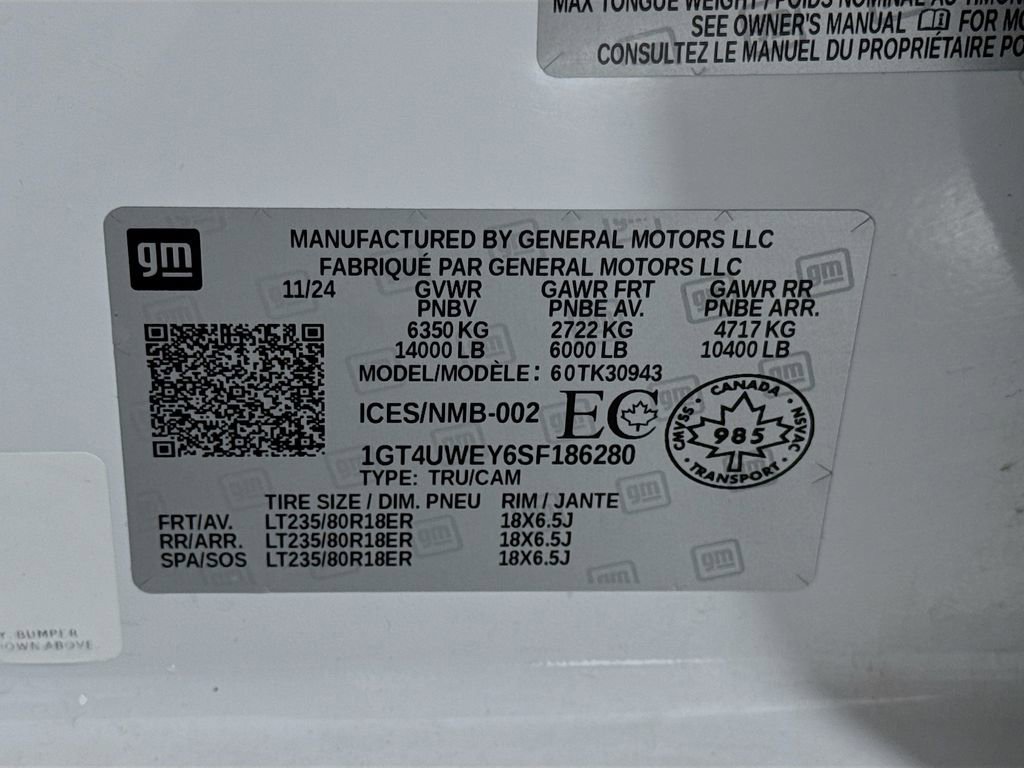 MAX TONGUE WEIGHT / POIDS NOMINAL AU TIMON
SEE OWNER'S MANUAL FOR MO
CONSULTEZ LE MANUEL DU PROPRIÉTAIRE PO
gm
MANUFACTURED BY GENERAL MOTORS LLC
FABRIQUÉ PAR GENERAL MOTORS LLC
11/24 GVWR GAWR FRT GAWR RR
PNBV PNBE AV. PNBE ARR.
6350 KG 2722 KG 4717 KG
14000 LB 6000 LB 10400 LB
MODEL/MODÈLE: 60TK30943
ICES/NMB-002 EC
CANADA CMVSS NSVAC 985 TRANSPORT
1GT4UWEY6SF186280
TYPE: TRU/CAM
TIRE SIZE / DIM. PNEU RIM / JANTE
FRT/AV. LT235/80R18ER 18X6.5J
RR/ARR. LT235/80R18ER 18X6.5J
SPA/SOS LT235/80R18ER 18X6.5J
BUMPER
OWN ABOVE.